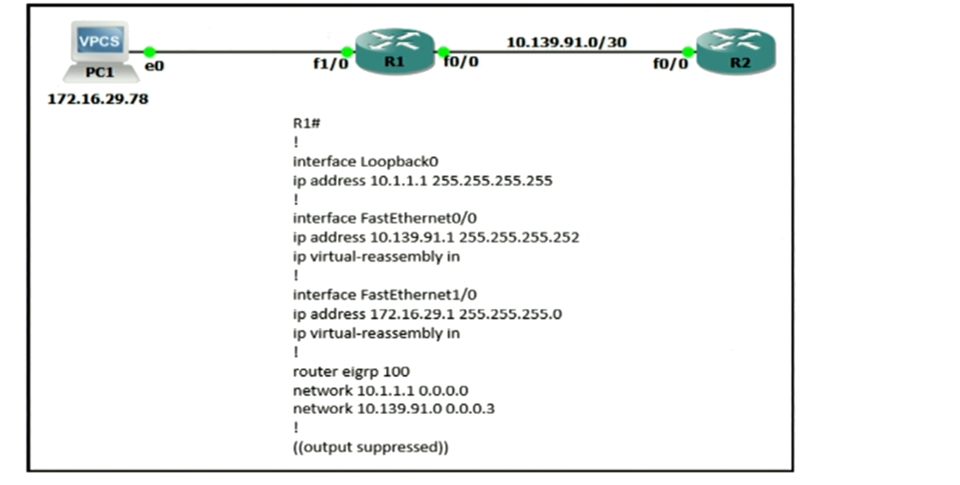 VPCS
PC1
e0
172.16.29.78
f1/0
R1
f0/0
10.139.91.0/30
f0/0
R2
R1#
!
interface Loopback0
ip address 10.1.1.1 255.255.255.255
!
interface FastEthernet0/0
ip address 10.139.91.1 255.255.255.252
ip virtual-reassembly in
!
interface FastEthernet1/0
ip address 172.16.29.1 255.255.255.0
ip virtual-reassembly in
!
router eigrp 100
network 10.1.1.1 0.0.0.0
network 10.139.91.0 0.0.0.3
!
((output suppressed))